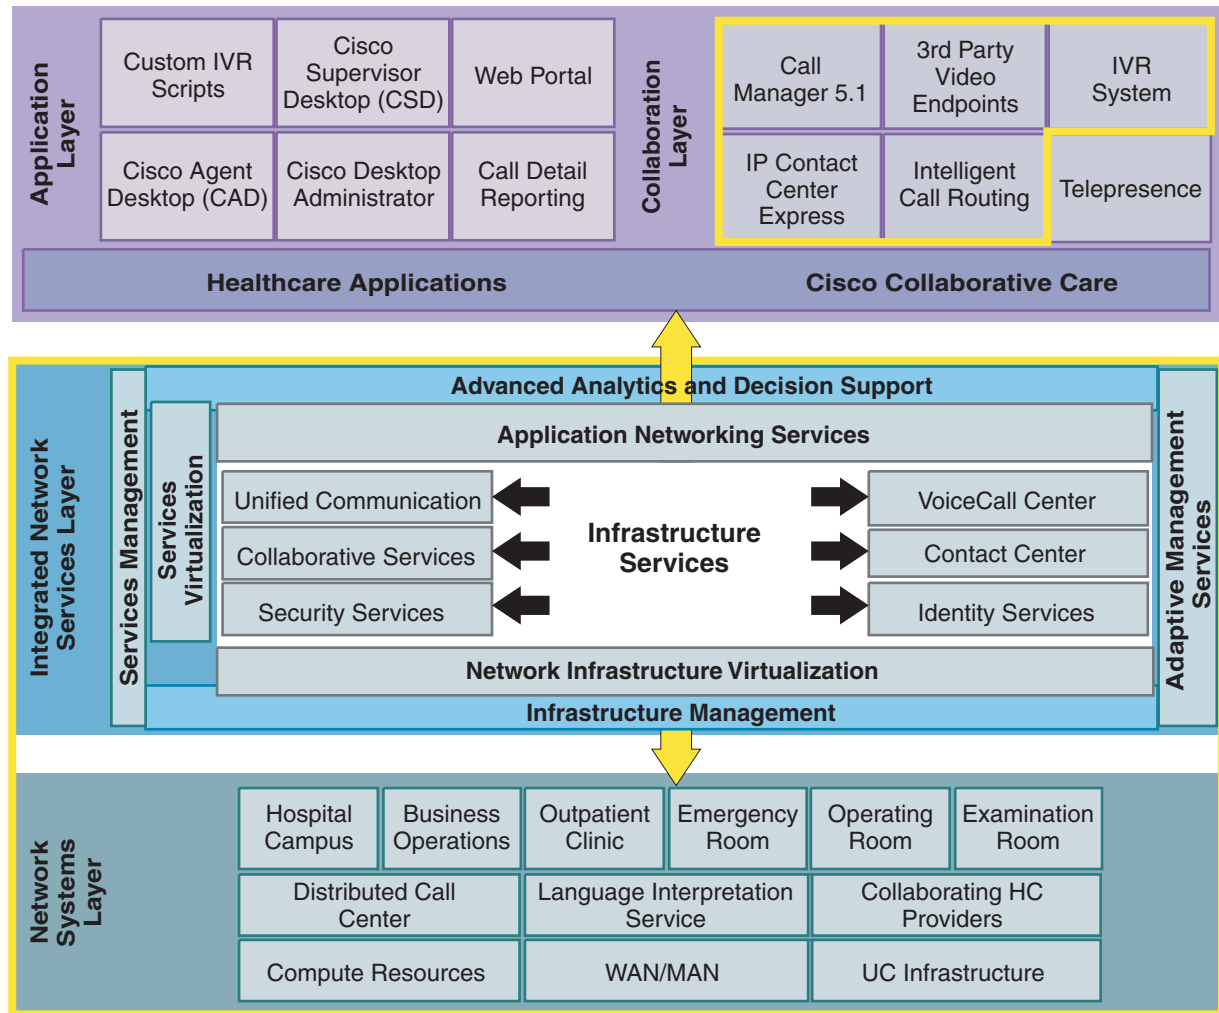 Application
Layer
Custom IVR
Scripts
Cisco
Supervisor
Desktop (CSD)
Web Portal
Cisco Agent
Desktop (CAD)
Cisco Desktop
Administrator
Call Detail
Reporting
Collaboration
Layer
Call
Manager 5.1
3rd Party
Video
Endpoints
IVR
System
IP Contact
Center
Express
Intelligent
Call Routing
Telepresence
Healthcare Applications
Cisco Collaborative Care
Integrated Network
Services Layer
Services Management
Services
Virtualization
Advanced Analytics and Decision Support
Application Networking Services
Unified Communication
Collaborative Services
Security Services
Infrastructure
Services
VoiceCall Center
Contact Center
Identity Services
Network Infrastructure Virtualization
Infrastructure Management
Adaptive Management
Services
Network
Systems
Layer
Hospital
Campus
Business
Operations
Outpatient
Clinic
Emergency
Room
Operating
Room
Examination
Room
Distributed Call
Center
Language Interpretation
Service
Collaborating HC
Providers
Compute Resources
WAN/MAN
UC Infrastructure